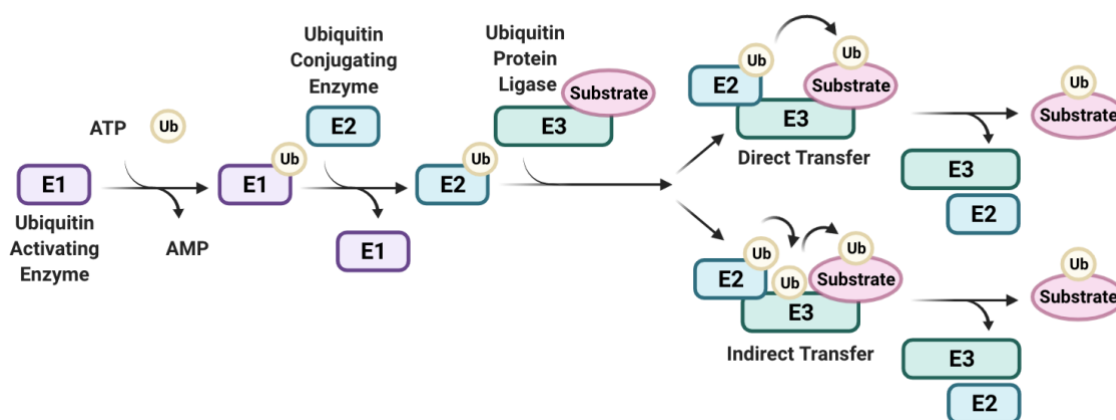 ATP
Ub
E1
Ubiquitin
Activating
Enzyme
AMP
E1
Ub
Ubiquitin
Conjugating
Enzyme
E2
E1
E2
Ub
Ubiquitin
Protein
Ligase
Substrate
E3
Ub
Ub
E2
Substrate
E3
Direct Transfer
Ub
Substrate
E3
E2
Ub
Ub
Ub
E2
Substrate
E3
Indirect Transfer
Ub
Substrate
E3
E2